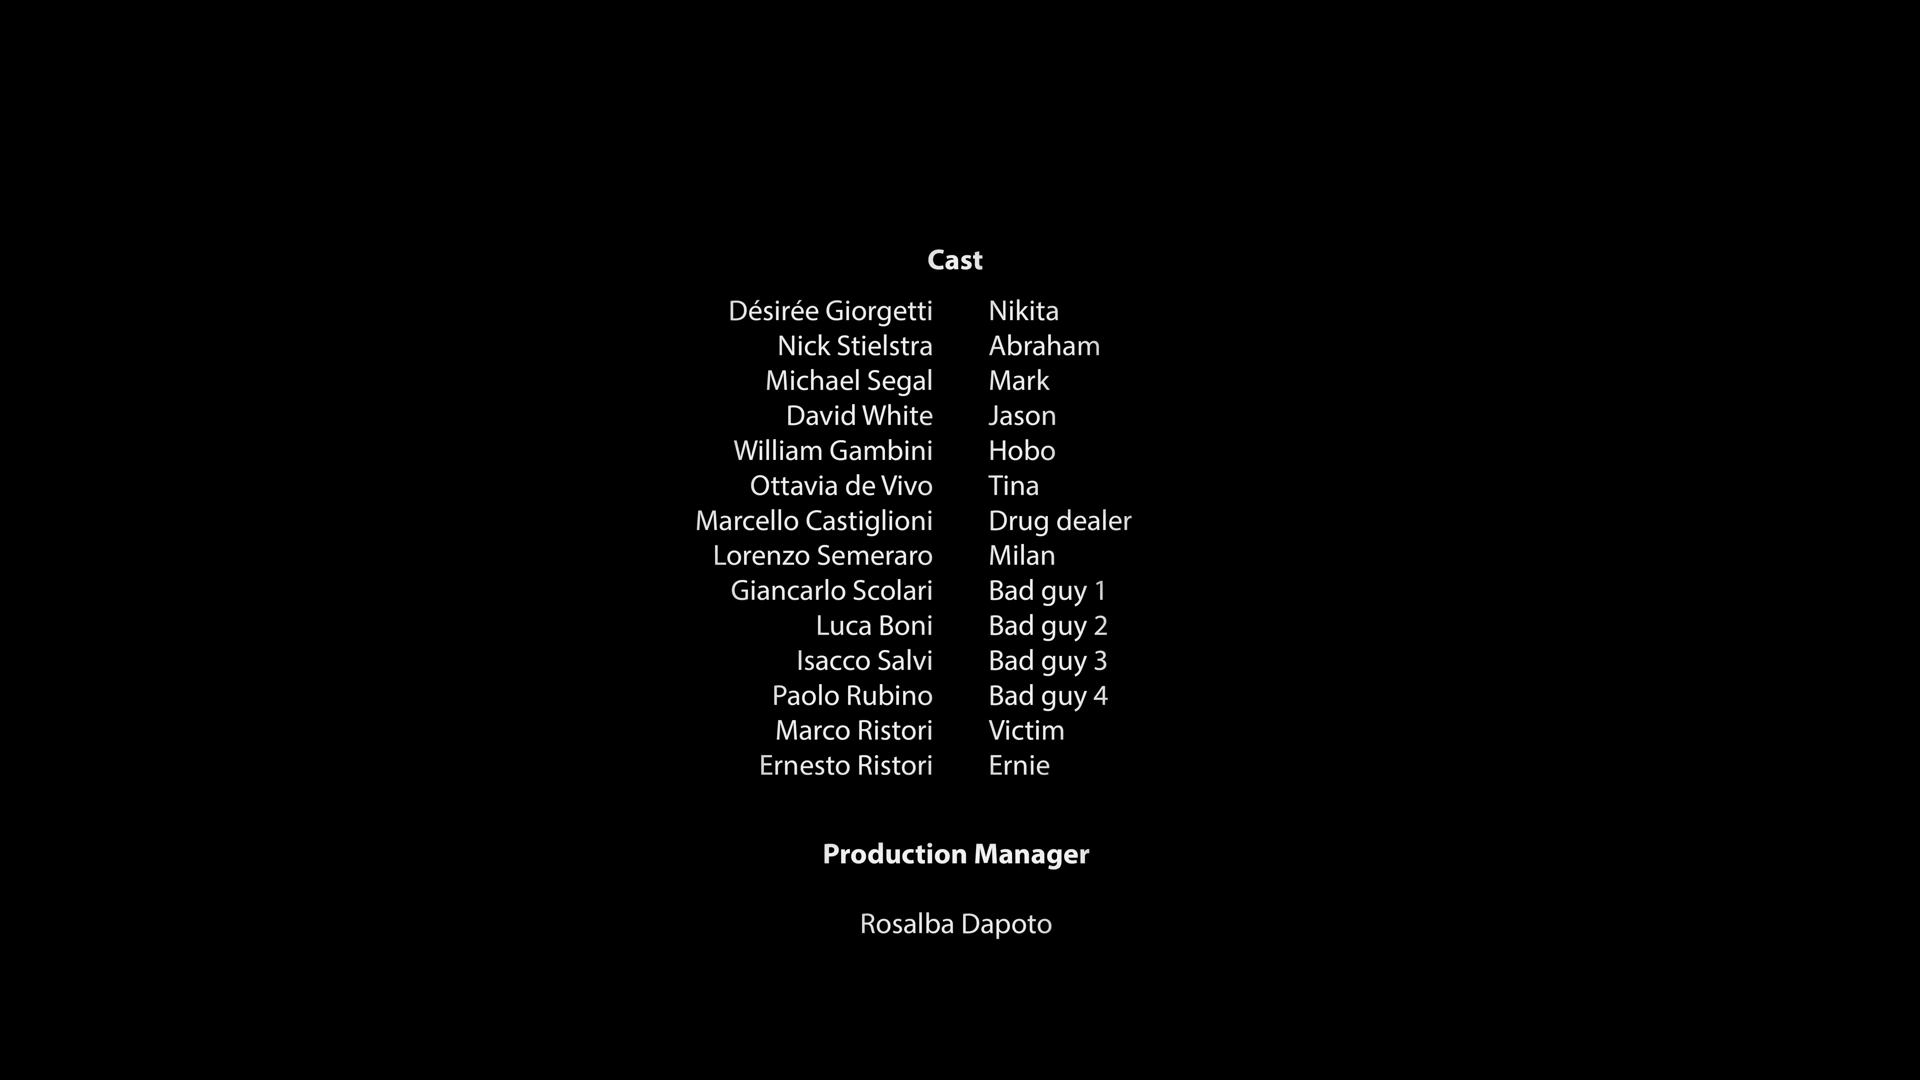 Cast
Désirée Giorgetti Nikita
Nick Stielstra Abraham
Michael Segal Mark
David White Jason
William Gambini Hobo
Ottavia de Vivo Tina
Marcello Castiglioni Drug dealer
Lorenzo Semeraro Milan
Giancarlo Scolari Bad guy 1
Luca Boni Bad guy 2
Isacco Salvi Bad guy 3
Paolo Rubino Bad guy 4
Marco Ristori Victim
Ernesto Ristori Ernie
Production Manager
Rosalba Dapoto